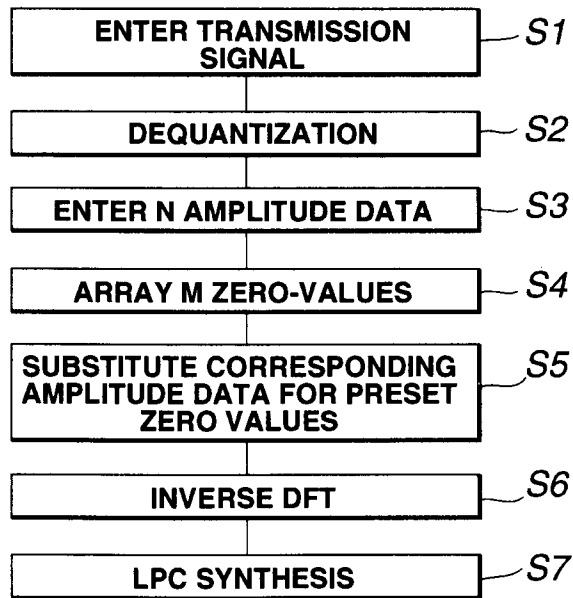 ENTER TRANSMISSION
SIGNAL
S1
DEQUANTIZATION
S2
ENTER N AMPLITUDE DATA
S3
ARRAY M ZERO-VALUES
S4
SUBSTITUTE CORRESPONDING
AMPLITUDE DATA FOR PRESET
ZERO VALUES
S5
INVERSE DFT
S6
LPC SYNTHESIS
S7